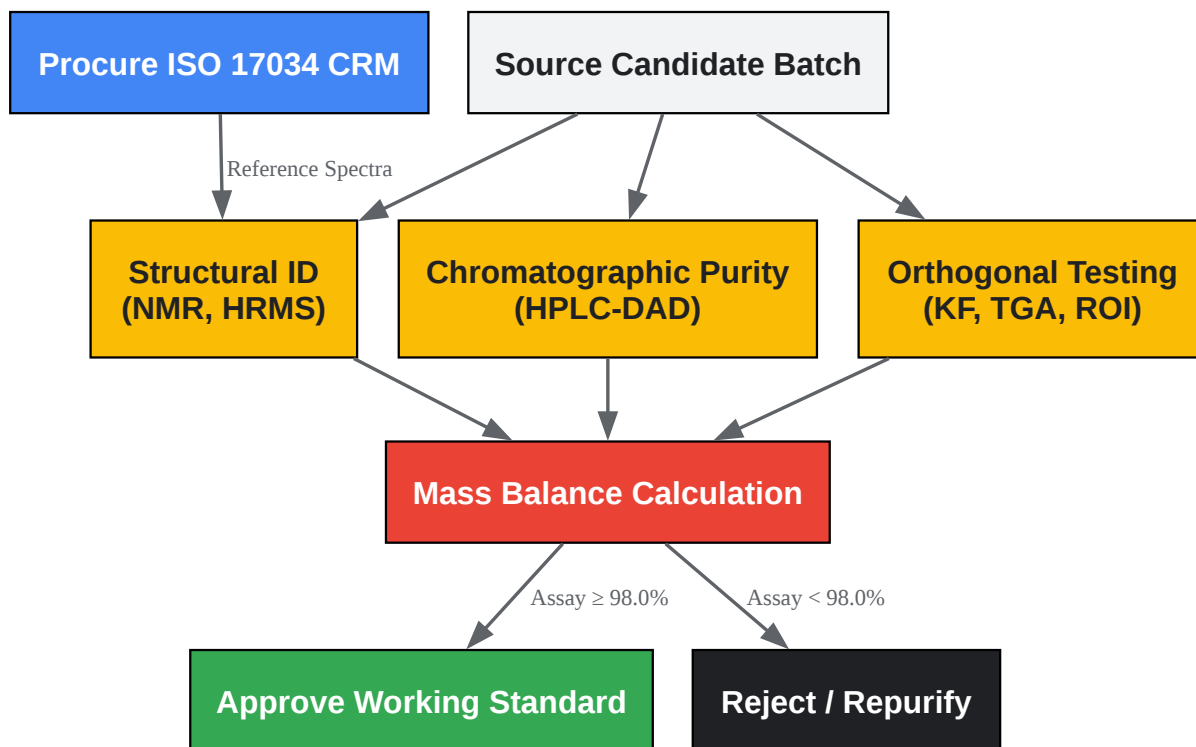 Procure ISO 17034 CRM
Source Candidate Batch
Reference Spectra
Structural ID
(NMR, HRMS)
Chromatographic Purity
(HPLC-DAD)
Orthogonal Testing
(KF, TGA, ROI)
Mass Balance Calculation
Assay ≥ 98.0%
Assay < 98.0%
Approve Working Standard
Reject / Repurify